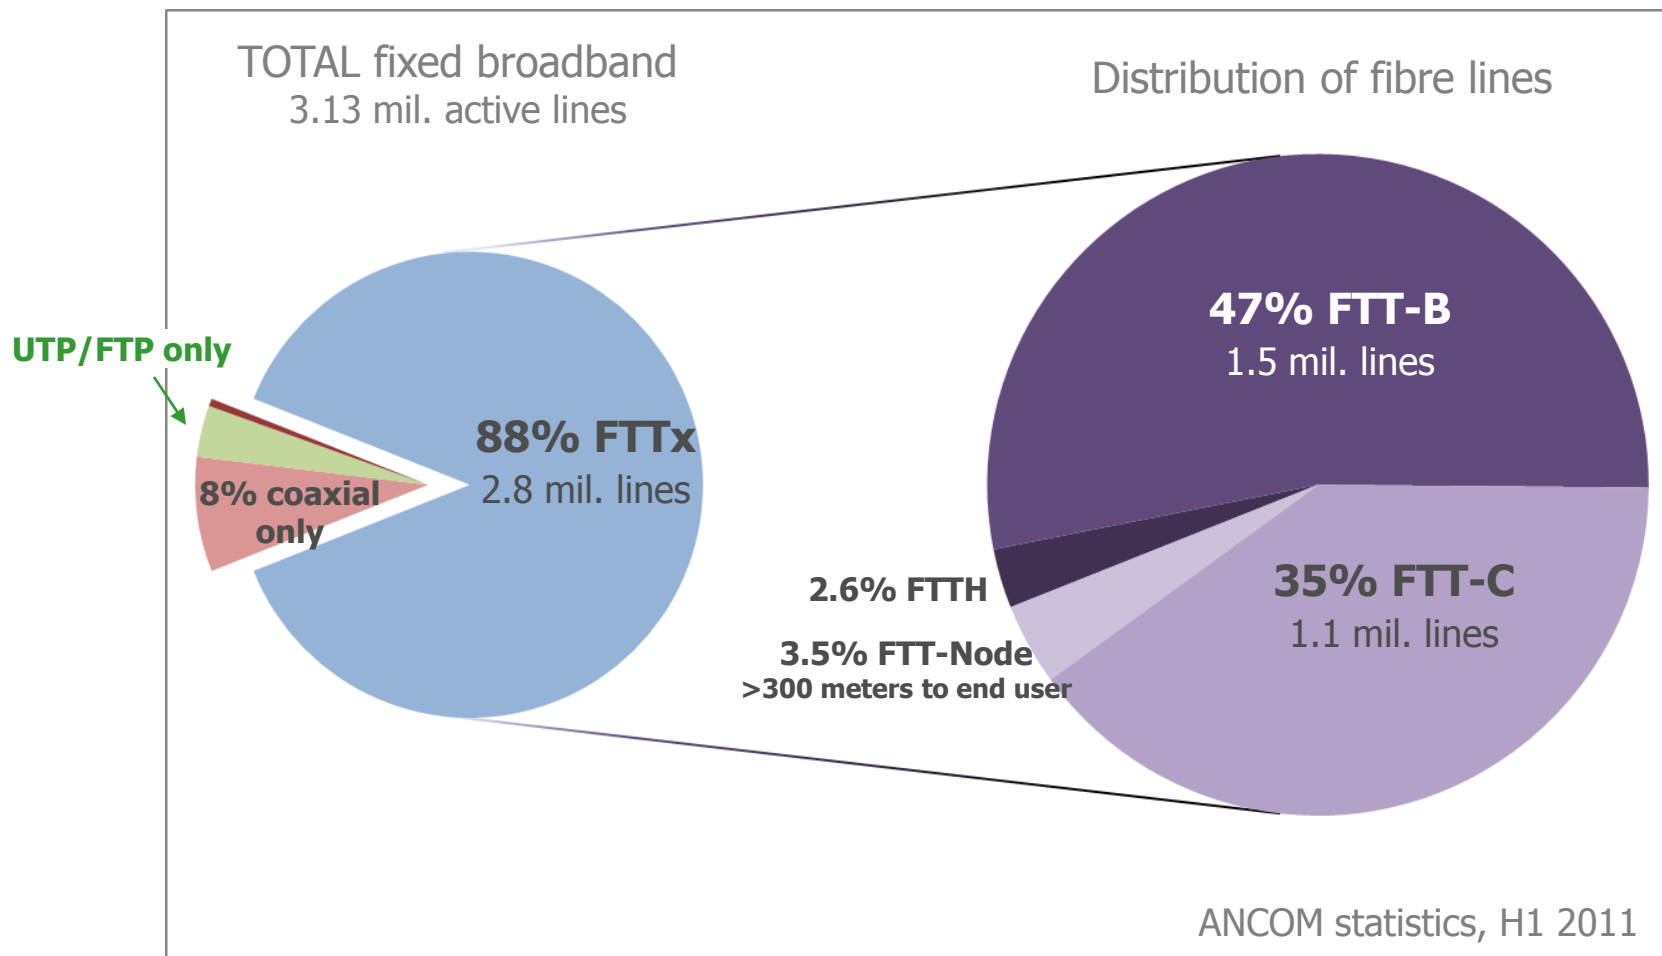 TOTAL fixed broadband
3.13 mil. active lines
Distribution of fibre lines
UTP/FTP only
88% FTTx
2.8 mil. lines
8% coaxial
only
47% FTT-B
1.5 mil. lines
2.6% FTTH
3.5% FTT-Node
>300 meters to end user
35% FTT-C
1.1 mil. lines
ANCOM statistics, H1 2011